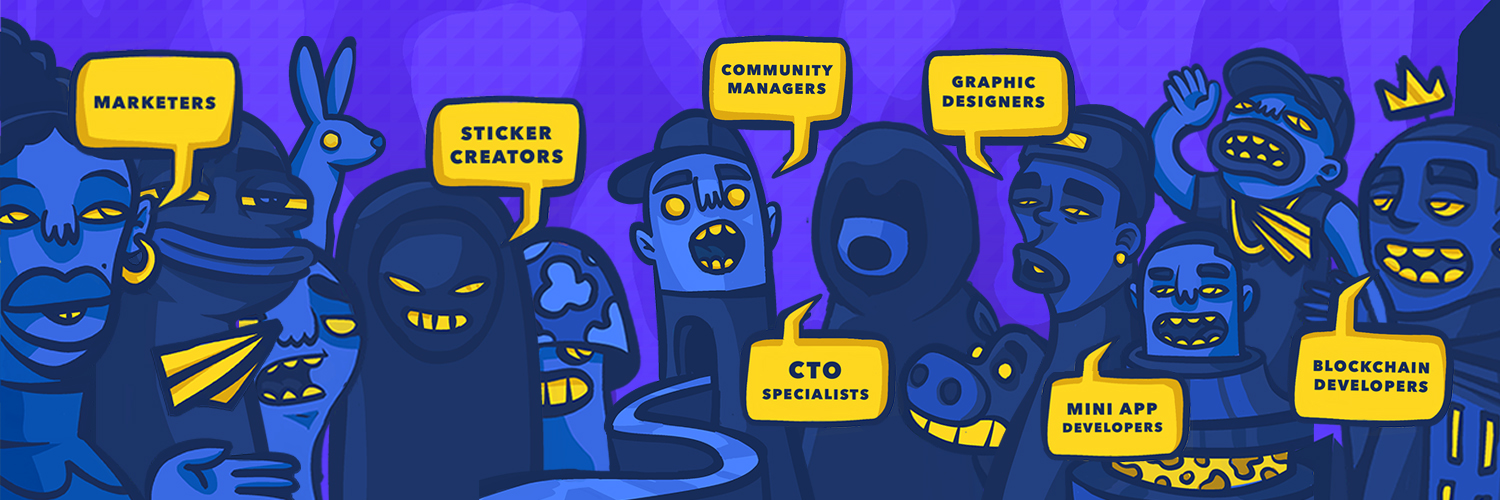 MARKETERS
STICKER
CREATORS
COMMUNITY
MANAGERS
GRAPHIC
DESIGNERS
CTO
SPECIALISTS
MINI APP
DEVELOPERS
BLOCKCHAIN
DEVELOPERS